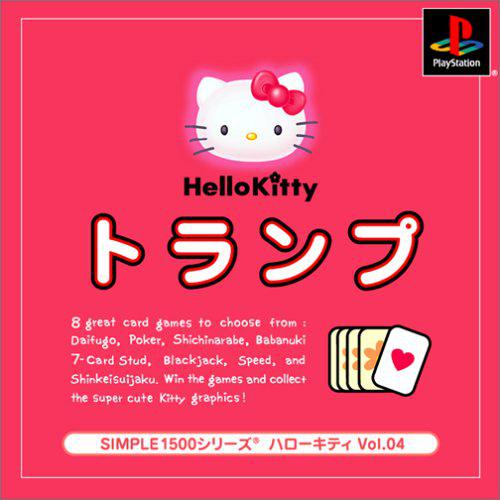 PlayStation
®
HelloKitty
トランプ
8 great card games to choose from :
Daifugo, Poker, Shichinarabe, Babanuki
7-Card Stud, Blackjack, Speed, and
Shinkeisuijaku. Win the games and collect
the super cute Kitty graphics!
SIMPLE1500シリーズ® ハローキティ Vol.04